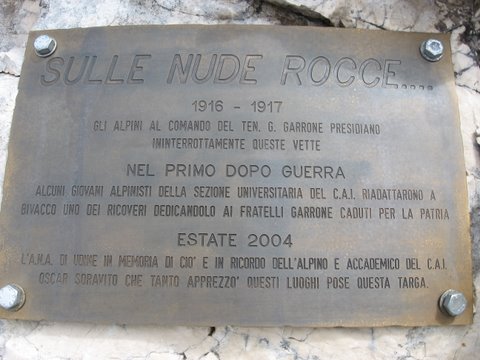 SULLE NUDE ROCCE....
1916 - 1917
GLI ALPINI AL COMANDO DEL TEN. G. GARRONE PRESIDIANO
ININTERROTTAMENTE QUESTE VETTE
NEL PRIMO DOPO GUERRA
ALCUNI GIOVANI ALPINISTI DELLA SEZIONE UNIVERSITARIA DEL C.A.I. RIADATTARONO A
BIVACCO UNO DEI RICOVERI DEDICANDOLO AI FRATELLI GARRONE CADUTI PER LA PATRIA
ESTATE 2004
L'A.N.A. DI UDINE IN MEMORIA DI CIO' E IN RICORDO DELL'ALPINO E ACCADEMICO DEL C.A.I.
OSCAR SORAVITO CHE TANTO APPREZZO' QUESTI LUOGHI POSE QUESTA TARGA.